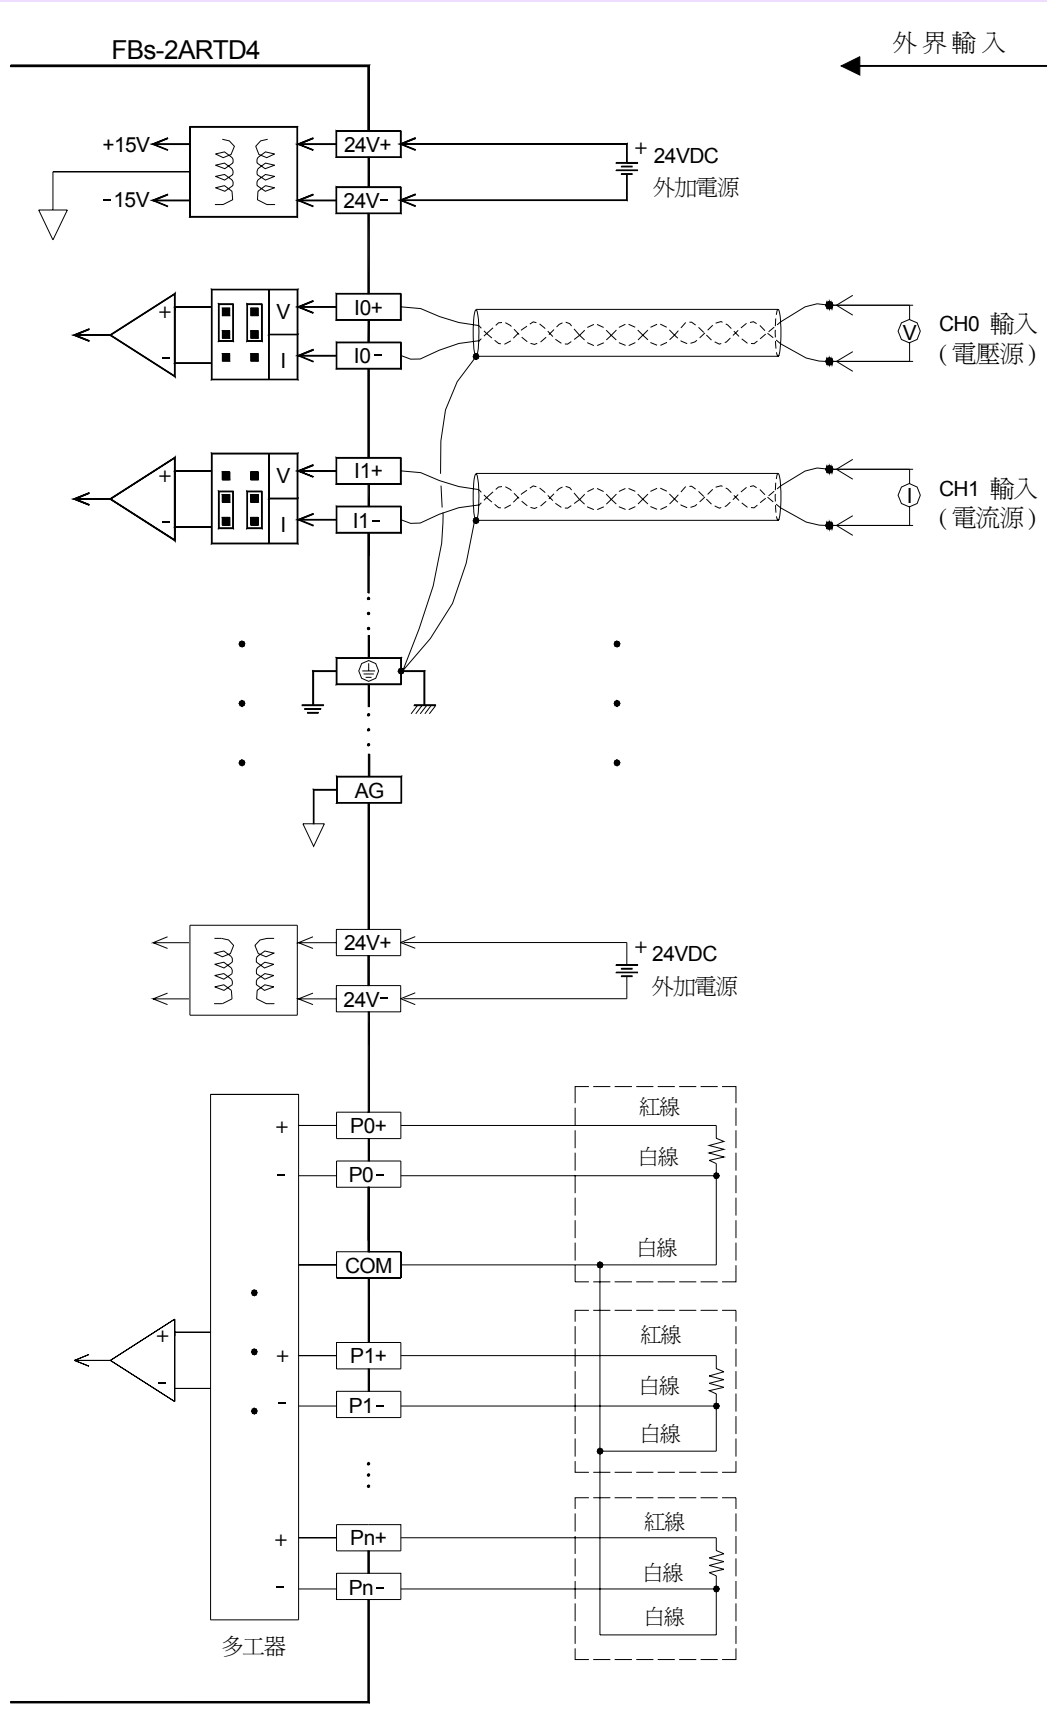 FBs-2ARTD4
外界輸入
+15V
24V+
+ 24VDC
外加電源
-15V
24V-
+
V
I0+
CH0 輸入
(電壓源)
V
-
I
I0-
+
V
I1+
CH1 輸入
(電流源)
I
-
I
I1-
AG
24V+
+ 24VDC
外加電源
24V-
紅線
+
P0+
白線
-
P0-
白線
COM
紅線
+
+
P1+
白線
-
-
P1-
白線
紅線
+
Pn+
白線
-
Pn-
白線
多工器